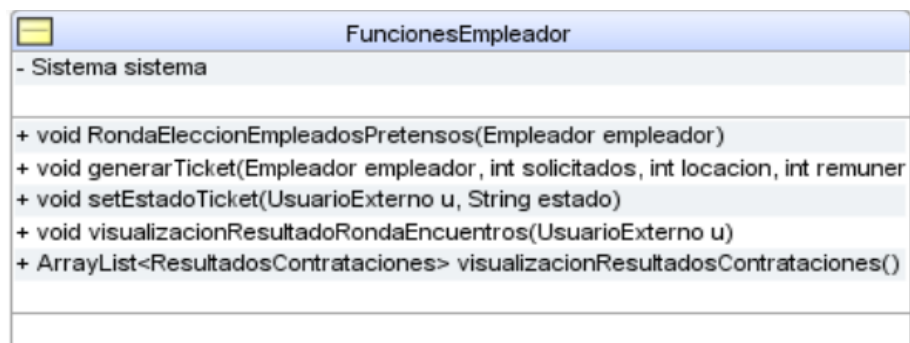 FuncionesEmpleador
- Sistema sistema
+ void RondaEleccionEmpleadosPretensos(Empleador empleador)
+ void generarTicket(Empleador empleador, int solicitados, int locacion, int remuner
+ void setEstadoTicket(UsuarioExterno u, String estado)
+ void visualizacionResultadoRondaEncuentros(UsuarioExterno u)
+ ArrayList<ResultadosContrataciones> visualizacionResultadosContrataciones()